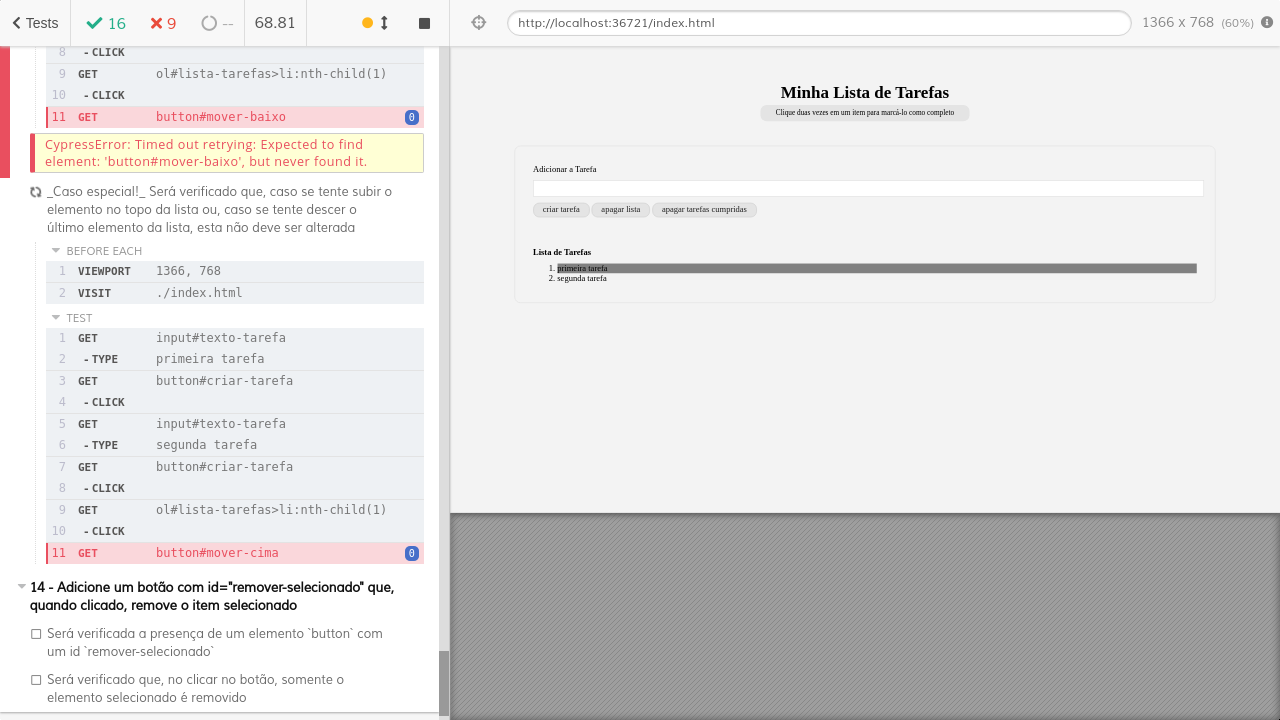 Tests 16 9 -- 68.81
8 - CLICK
9 GET ol#lista-tarefas>li:nth-child(1)
10 - CLICK
11 GET button#mover-baixo 0
CypressError: Timed out retrying: Expected to find
element: 'button#mover-baixo', but never found it.
_Caso especial!_ Será verificado que, caso se tente subir o
elemento no topo da lista ou, caso se tente descer o
último elemento da lista, esta não deve ser alterada
BEFORE EACH
1 VIEWPORT 1366, 768
2 VISIT ./index.html
TEST
1 GET input#texto-tarefa
2 - TYPE primeira tarefa
3 GET button#criar-tarefa
4 - CLICK
5 GET input#texto-tarefa
6 - TYPE segunda tarefa
7 GET button#criar-tarefa
8 - CLICK
9 GET ol#lista-tarefas>li:nth-child(1)
10 - CLICK
11 GET button#mover-cima 0
14 - Adicione um botão com id="remover-selecionado" que,
quando clicado, remove o item selecionado
Será verificada a presença de um elemento `button` com
um id `remover-selecionado`
Será verificado que, no clicar no botão, somente o
elemento selecionado é removido
http://localhost:36721/index.html 1366 x 768 (60%)
Minha Lista de Tarefas
Clique duas vezes em um item para marcá-lo como completo
Adicionar a Tarefa
criar tarefa apagar lista apagar tarefas cumpridas
Lista de Tarefas
1. primeira tarefa
2. segunda tarefa